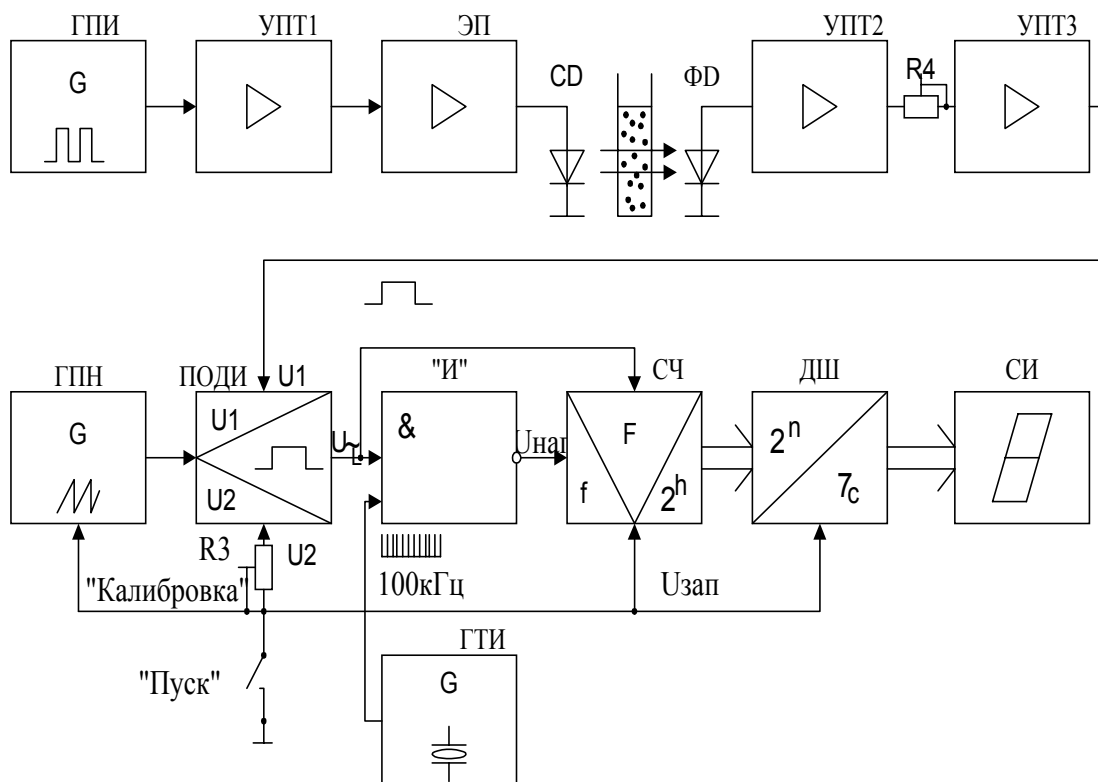 ГПИ УПТ1 ЭП УПТ2 УПТ3
G CD ФD R4
ГПН ПОДИ U1 "И" СЧ ДШ СИ
G U1 & F 2ⁿ
U2 f 2ʰ 7c
R3 U2
"Калибровка" 100кГц Uзап
ГТИ
"Пуск" G